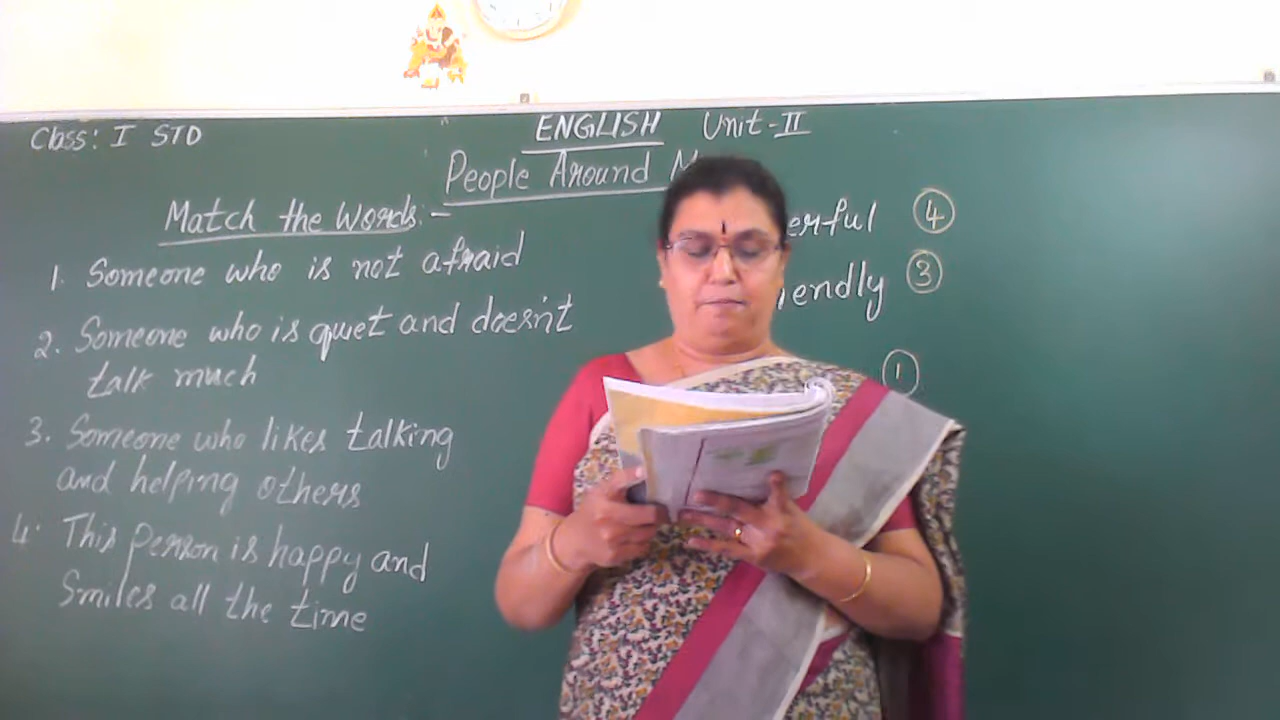 Class: I STD
ENGLISH Unit-II
People Around
Match the Words:-
1. Someone who is not afraid
2. Someone who is quiet and doesn't
talk much
3. Someone who likes talking
and helping others
4. This person is happy and
Smiles all the time
erful 4
iendly 3
1